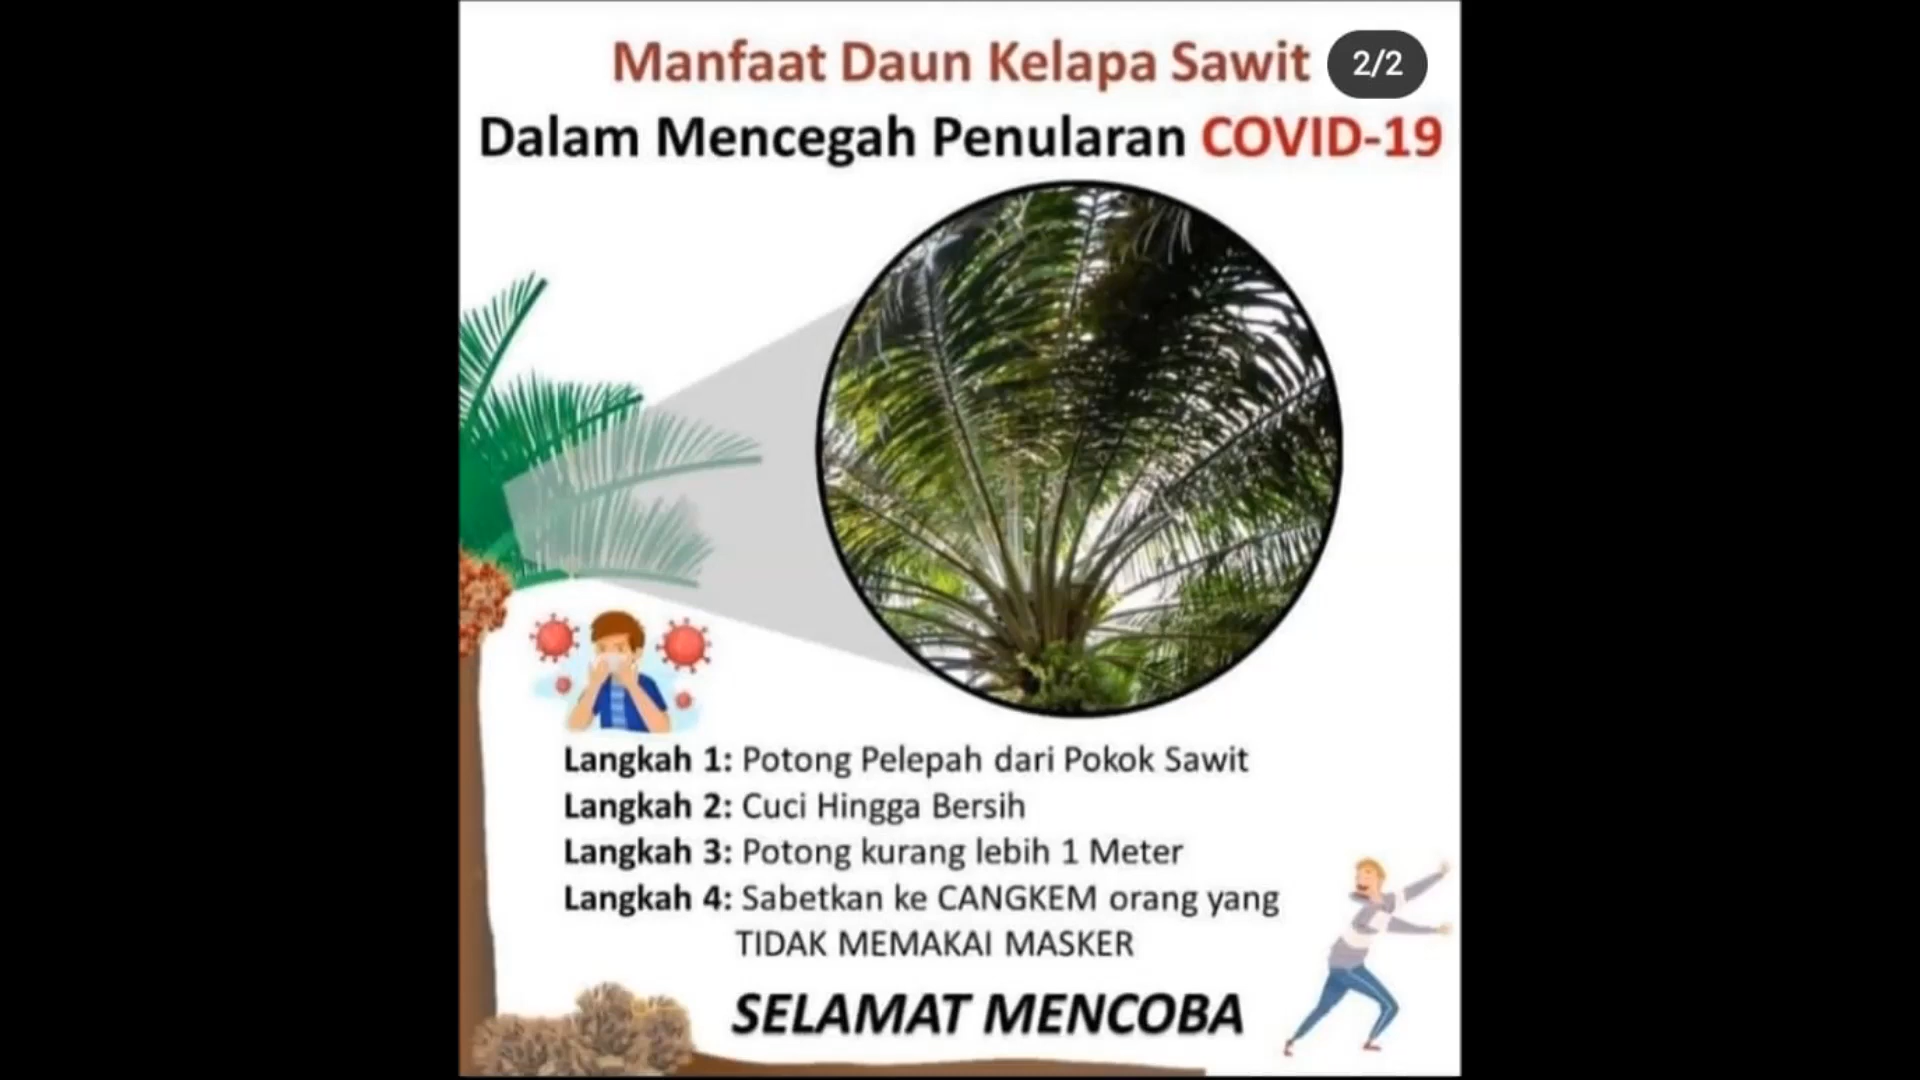 Manfaat Daun Kelapa Sawit
2/2
Dalam Mencegah Penularan COVID-19
Langkah 1: Potong Pelepah dari Pokok Sawit
Langkah 2: Cuci Hingga Bersih
Langkah 3: Potong kurang lebih 1 Meter
Langkah 4: Sabetkan ke CANGKEM orang yang
TIDAK MEMAKAI MASKER
SELAMAT MENCOBA